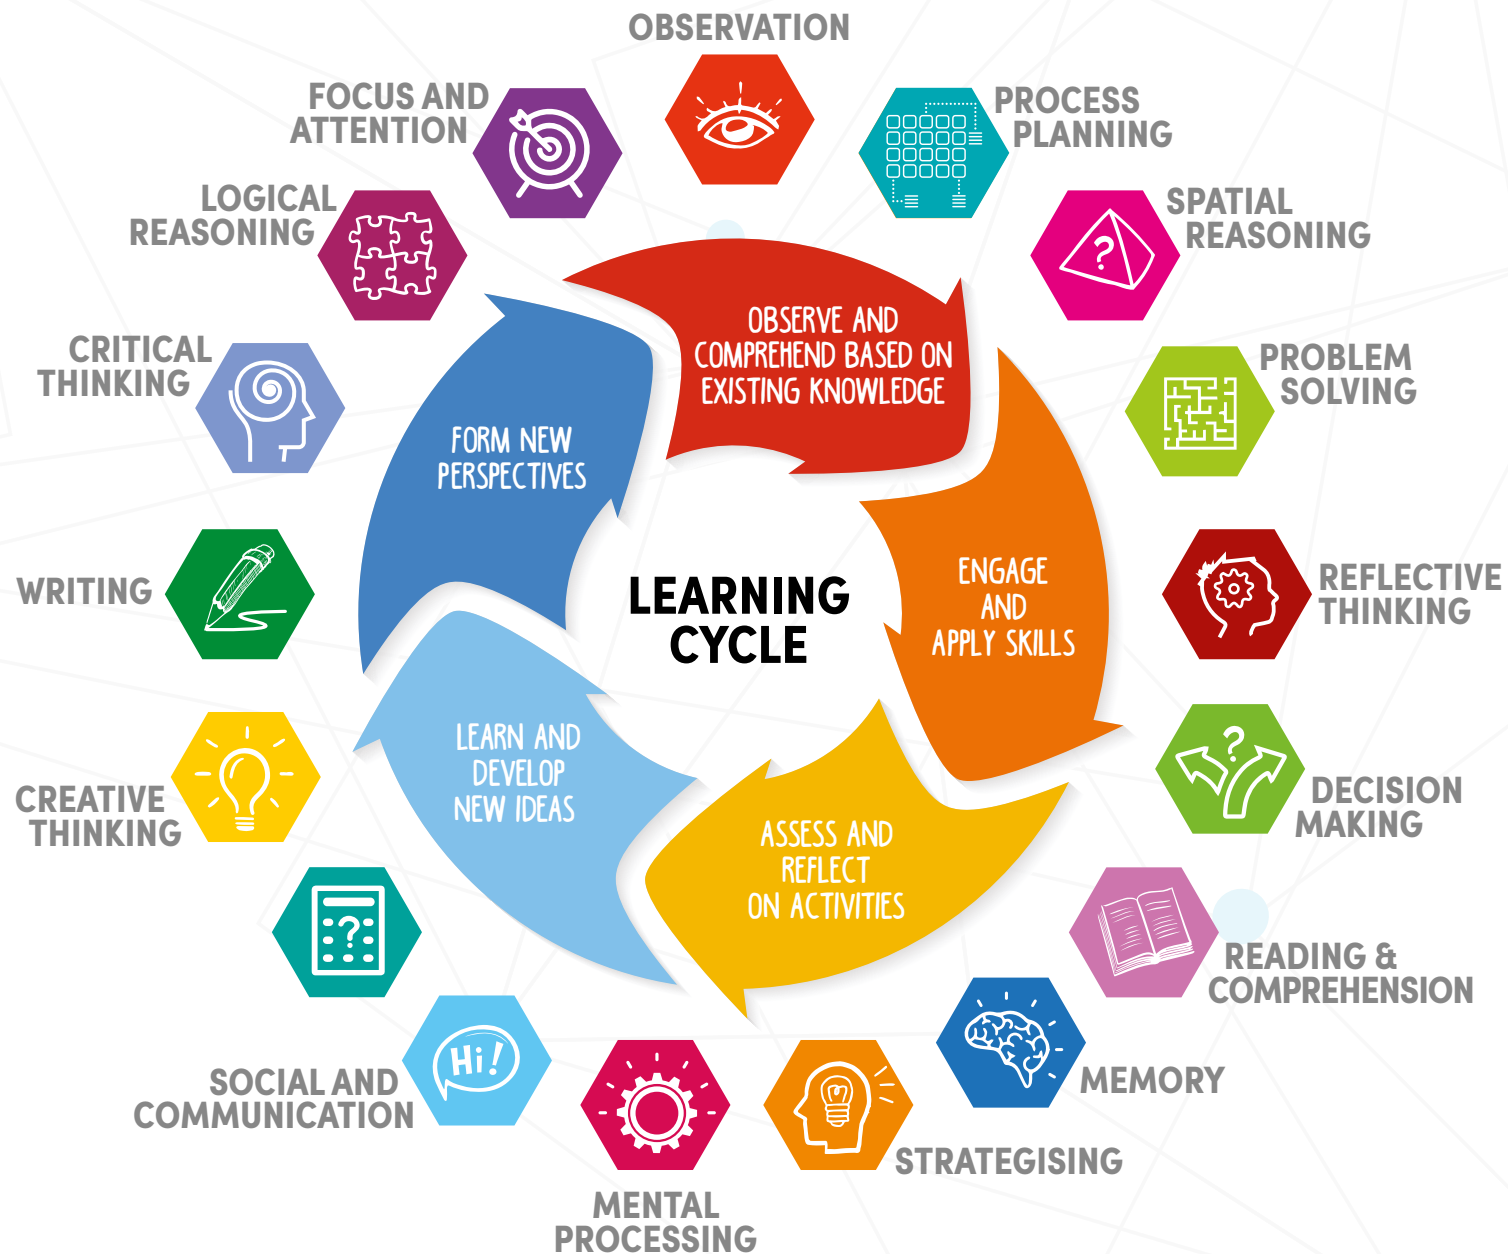 OBSERVATION
FOCUS AND
ATTENTION
PROCESS
PLANNING
LOGICAL
REASONING
SPATIAL
REASONING
?
CRITICAL
THINKING
PROBLEM
SOLVING
OBSERVE AND
COMPREHEND BASED ON
EXISTING KNOWLEDGE
FORM NEW
PERSPECTIVES
ENGAGE
AND
APPLY SKILLS
LEARNING
CYCLE
WRITING
REFLECTIVE
THINKING
LEARN AND
DEVELOP
NEW IDEAS
ASSESS AND
REFLECT
ON ACTIVITIES
CREATIVE
THINKING
?
DECISION
MAKING
?
READING &
COMPREHENSION
Hi!
SOCIAL AND
COMMUNICATION
MEMORY
STRATEGISING
MENTAL
PROCESSING